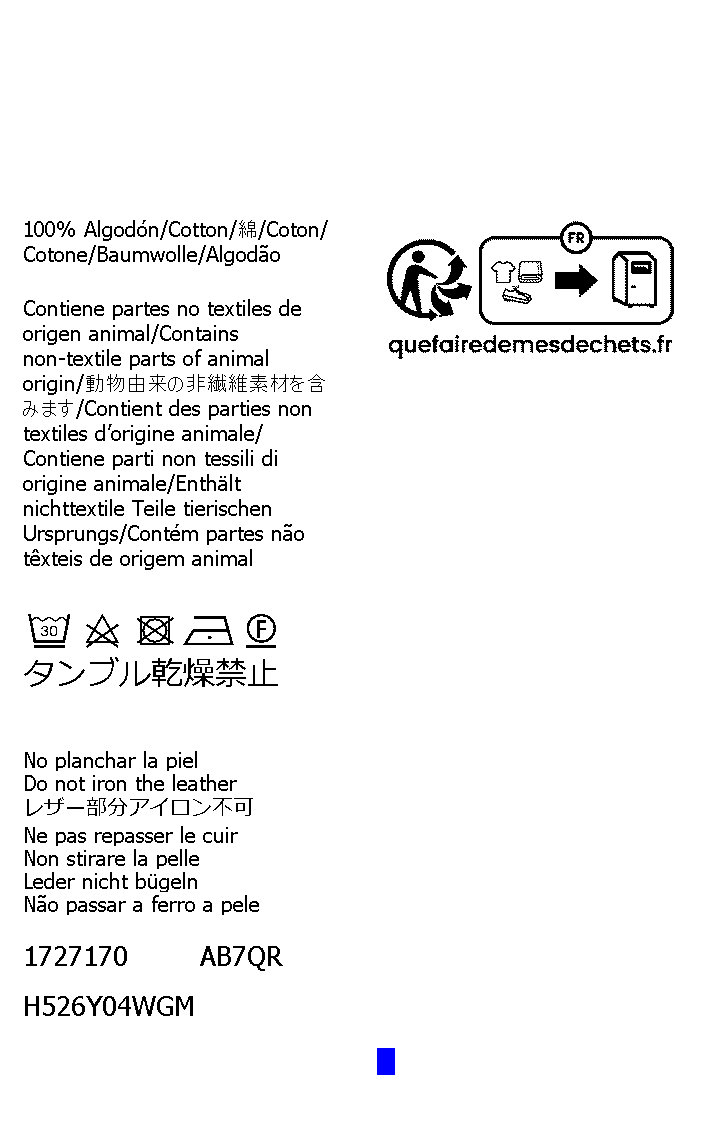 100% Algodón/Cotton/綿/Coton/
Cotone/Baumwolle/Algodão
Contiene partes no textiles de
origen animal/Contains
non-textile parts of animal
origin/動物由来の非繊維素材を含
みます/Contient des parties non
textiles d’origine animale/
Contiene parti non tessili di
origine animale/Enthält
nichttextile Teile tierischen
Ursprungs/Contém partes não
têxteis de origem animal
30
F
タンブル乾燥禁止
No planchar la piel
Do not iron the leather
レザー部分アイロン不可
Ne pas repasser le cuir
Non stirare la pelle
Leder nicht bügeln
Não passar a ferro a pele
1727170 AB7QR
H526Y04WGM
FR
quefairedemesdechets.fr